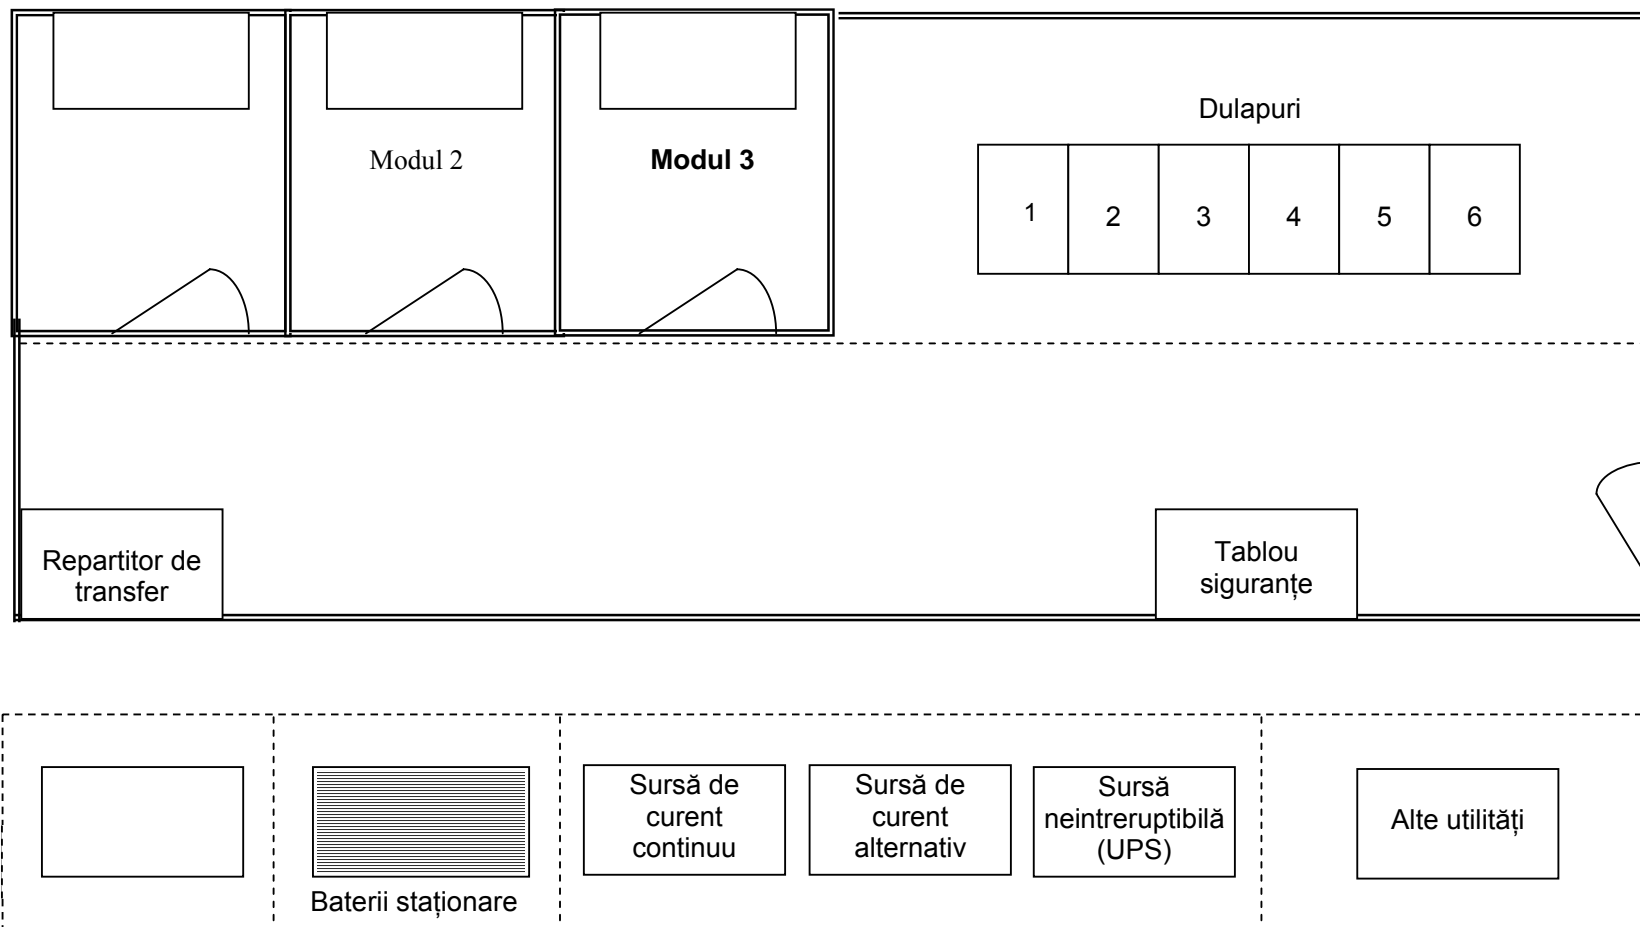 Dulapuri
Modul 2
Modul 3
1
2
3
4
5
6
Repartitor de
transfer
Tablou
siguranțe
Sursă de
curent
continuu
Sursă de
curent
alternativ
Sursă
neintreruptibilă
(UPS)
Alte utilități
Baterii staționare